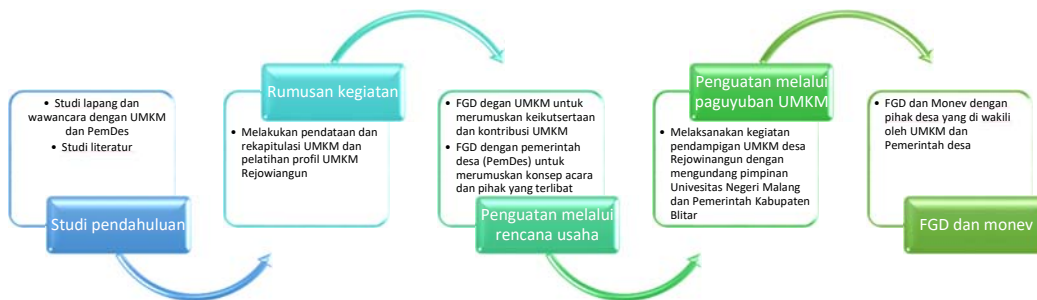 • Studi lapang dan
wawancara dengan UMKM
dan PemDes
• Studi literatur
Studi pendahuluan
Rumusan kegiatan
• Melakukan pendataan dan
rekapitulasi UMKM dan
pelatihan profil UMKM
Rejowiangun
• FGD degan UMKM untuk
merumuskan keikutsertaan
dan kontribusi UMKM
• FGD dengan pemerintah
desa (PemDes) untuk
merumuskan konsep acara
dan pihak yang terlibat
Penguatan melalui
rencana usaha
Penguatan melalui
paguyuban UMKM
• Melaksanakan kegiatan
pendampigan UMKM desa
Rejowinangun dengan
mengundang pimpinan
Univesitas Negeri Malang
dan Pemerintah Kabupaten
Blitar
• FGD dan Monev dengan
pihak desa yang di wakili
oleh UMKM dan
Pemerintah desa
FGD dan monev